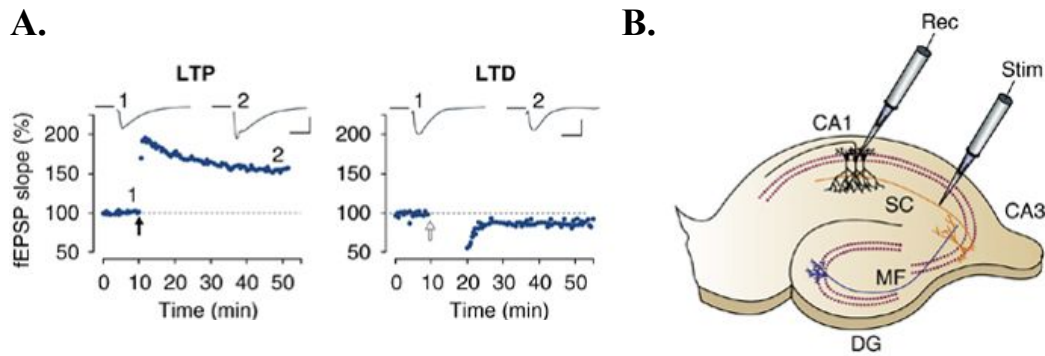 A.
LTP
LTD
fEPSP slope (%)
200
150
100
50
1
2
1
2
0 10 20 30 40 50
Time (min)
200
150
100
50
1
2
0 10 20 30 40 50
Time (min)
B.
Rec
Stim
CA1
SC
CA3
MF
DG